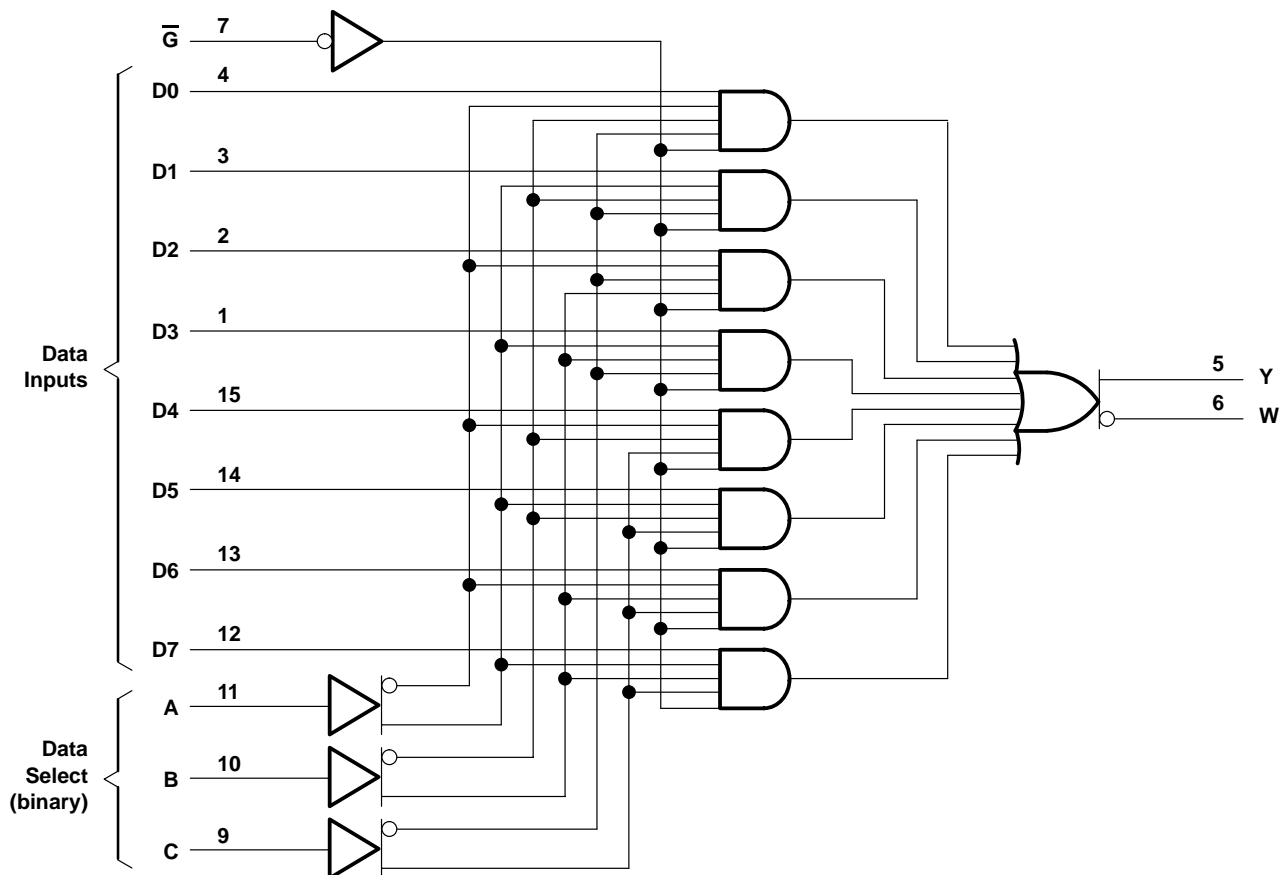 G̅ 7
D0 4
D1 3
D2 2
D3 1
Data
Inputs
D4 15
D5 14
D6 13
D7 12
5 Y
6 W
A 11
Data
Select
(binary)
B 10
C 9